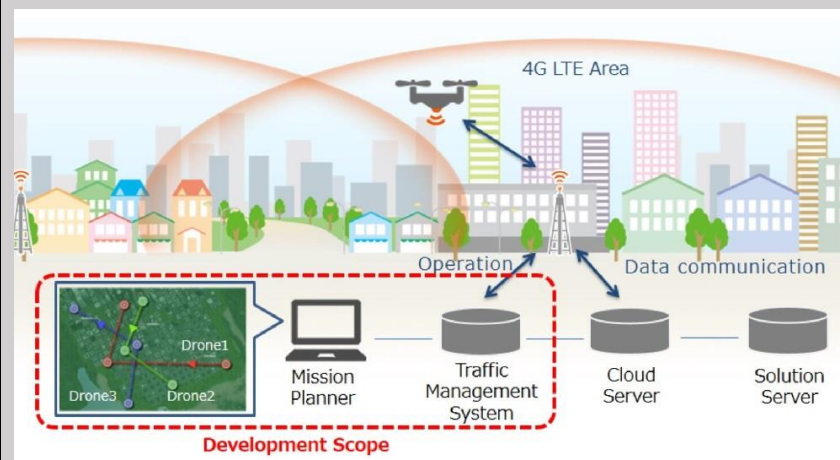 4G LTE Area
Operation
Data communication
Drone1
Drone3
Drone2
Mission
Planner
Traffic
Management
System
Cloud
Server
Solution
Server
Development Scope